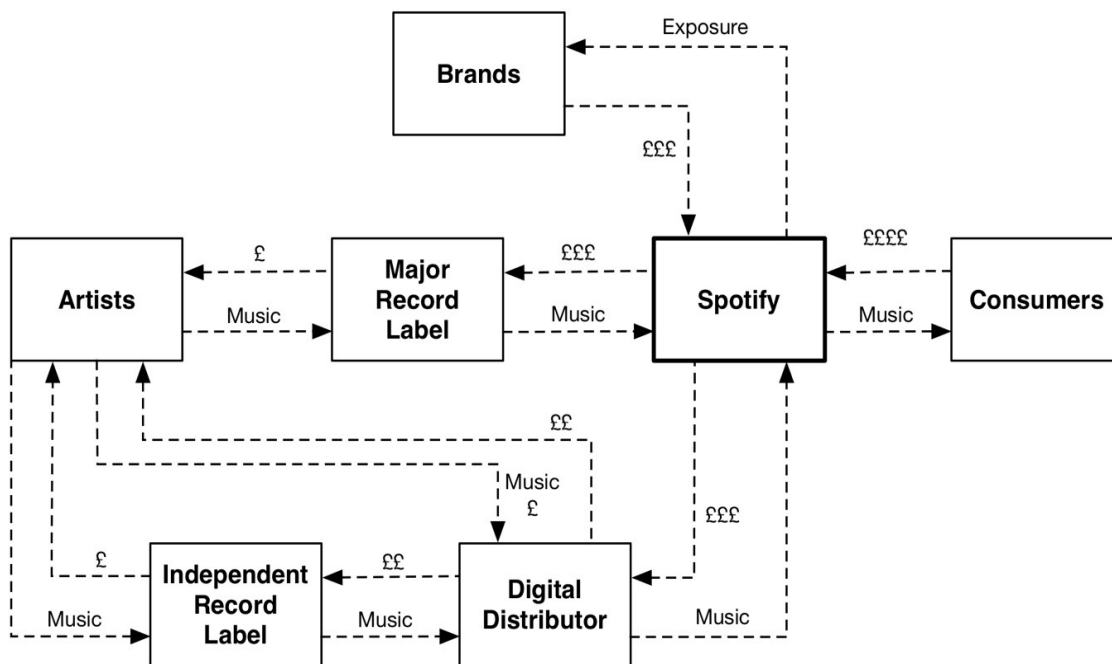 Exposure
Brands
£££
£
£££
££££
Artists
Major
Record
Label
Spotify
Consumers
Music
Music
Music
££
Music
£
£££
£
Independent
Record
Label
££
Digital
Distributor
Music
Music
Music